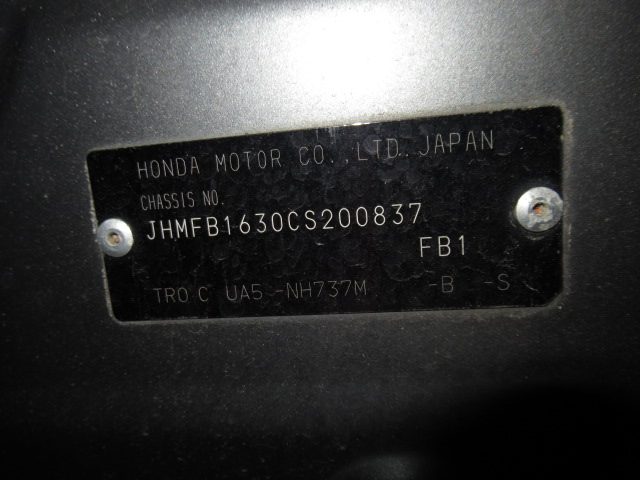 HONDA MOTOR CO.,LTD.JAPAN
CHASSIS NO.
JHMFB1630CS200837
FB1
TRO C UA5 -NH737M -B -S